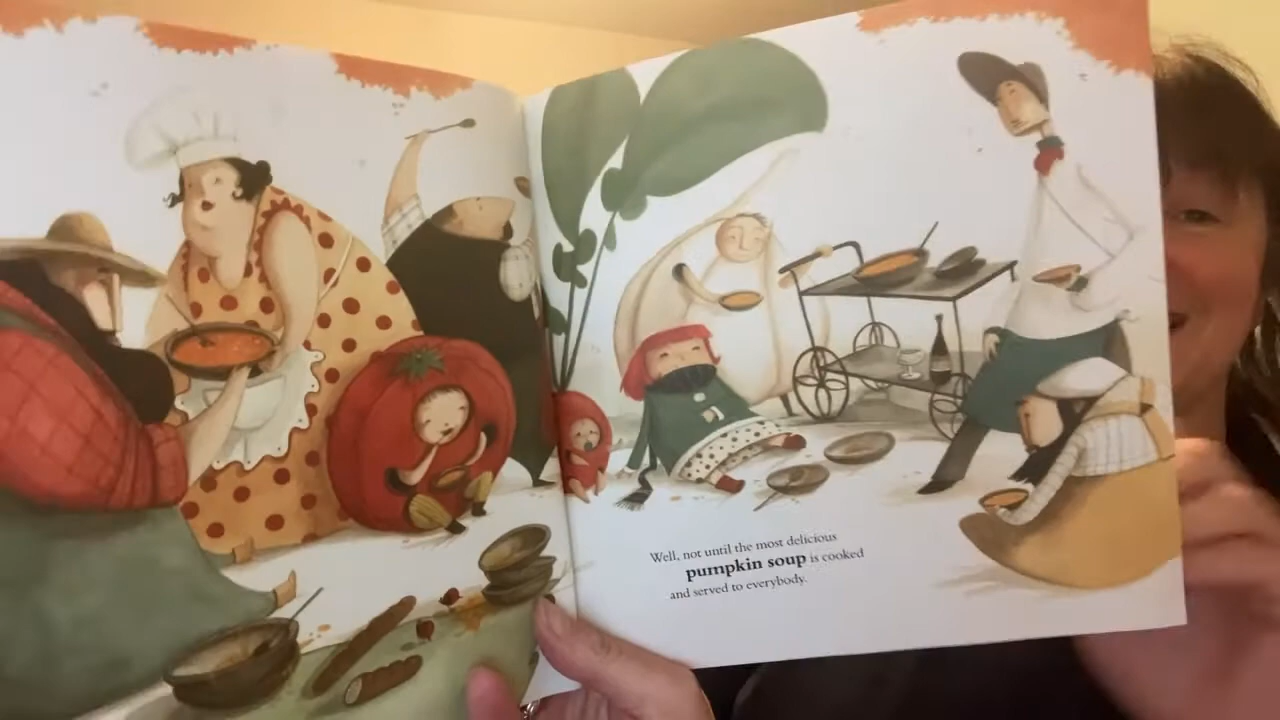 Well, not until the most delicious
pumpkin soup is cooked
and served to everybody.